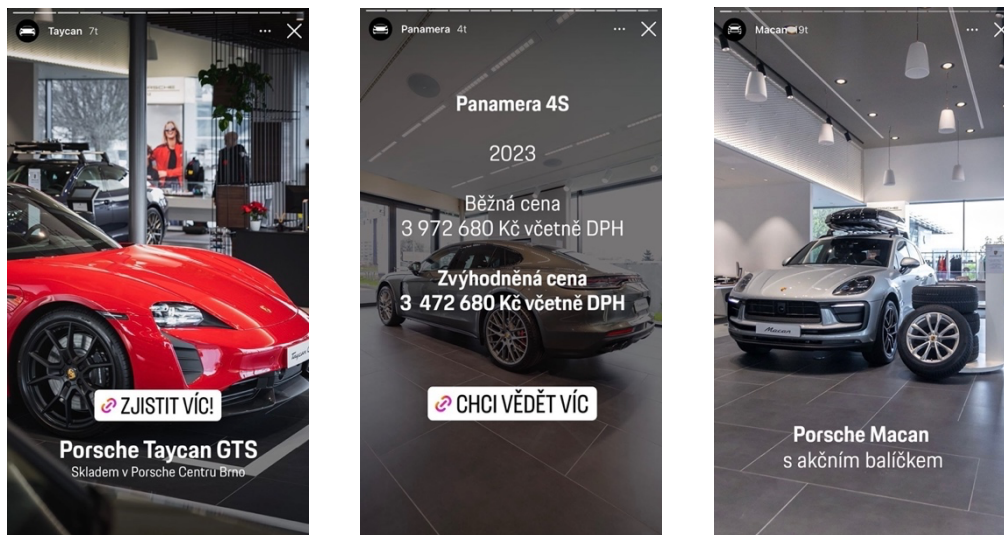 Taycan 7t
ZJISTIT VÍC!
Porsche Taycan GTS
Skladem v Porsche Centru Brno
Panamera 4t
Panamera 4S
2023
Běžná cena
3 972 680 Kč včetně DPH
Zvýhodněná cena
3 472 680 Kč včetně DPH
CHCI VĚDĚT VÍC
Macan 19t
Macan
Porsche Macan
s akčním balíčkem